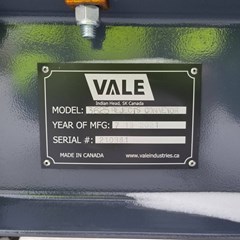 VALE
Indian Head, SK Canada
MODEL:
YEAR OF MFG:
SERIAL #:
MADE IN CANADA www.valeindustries.ca